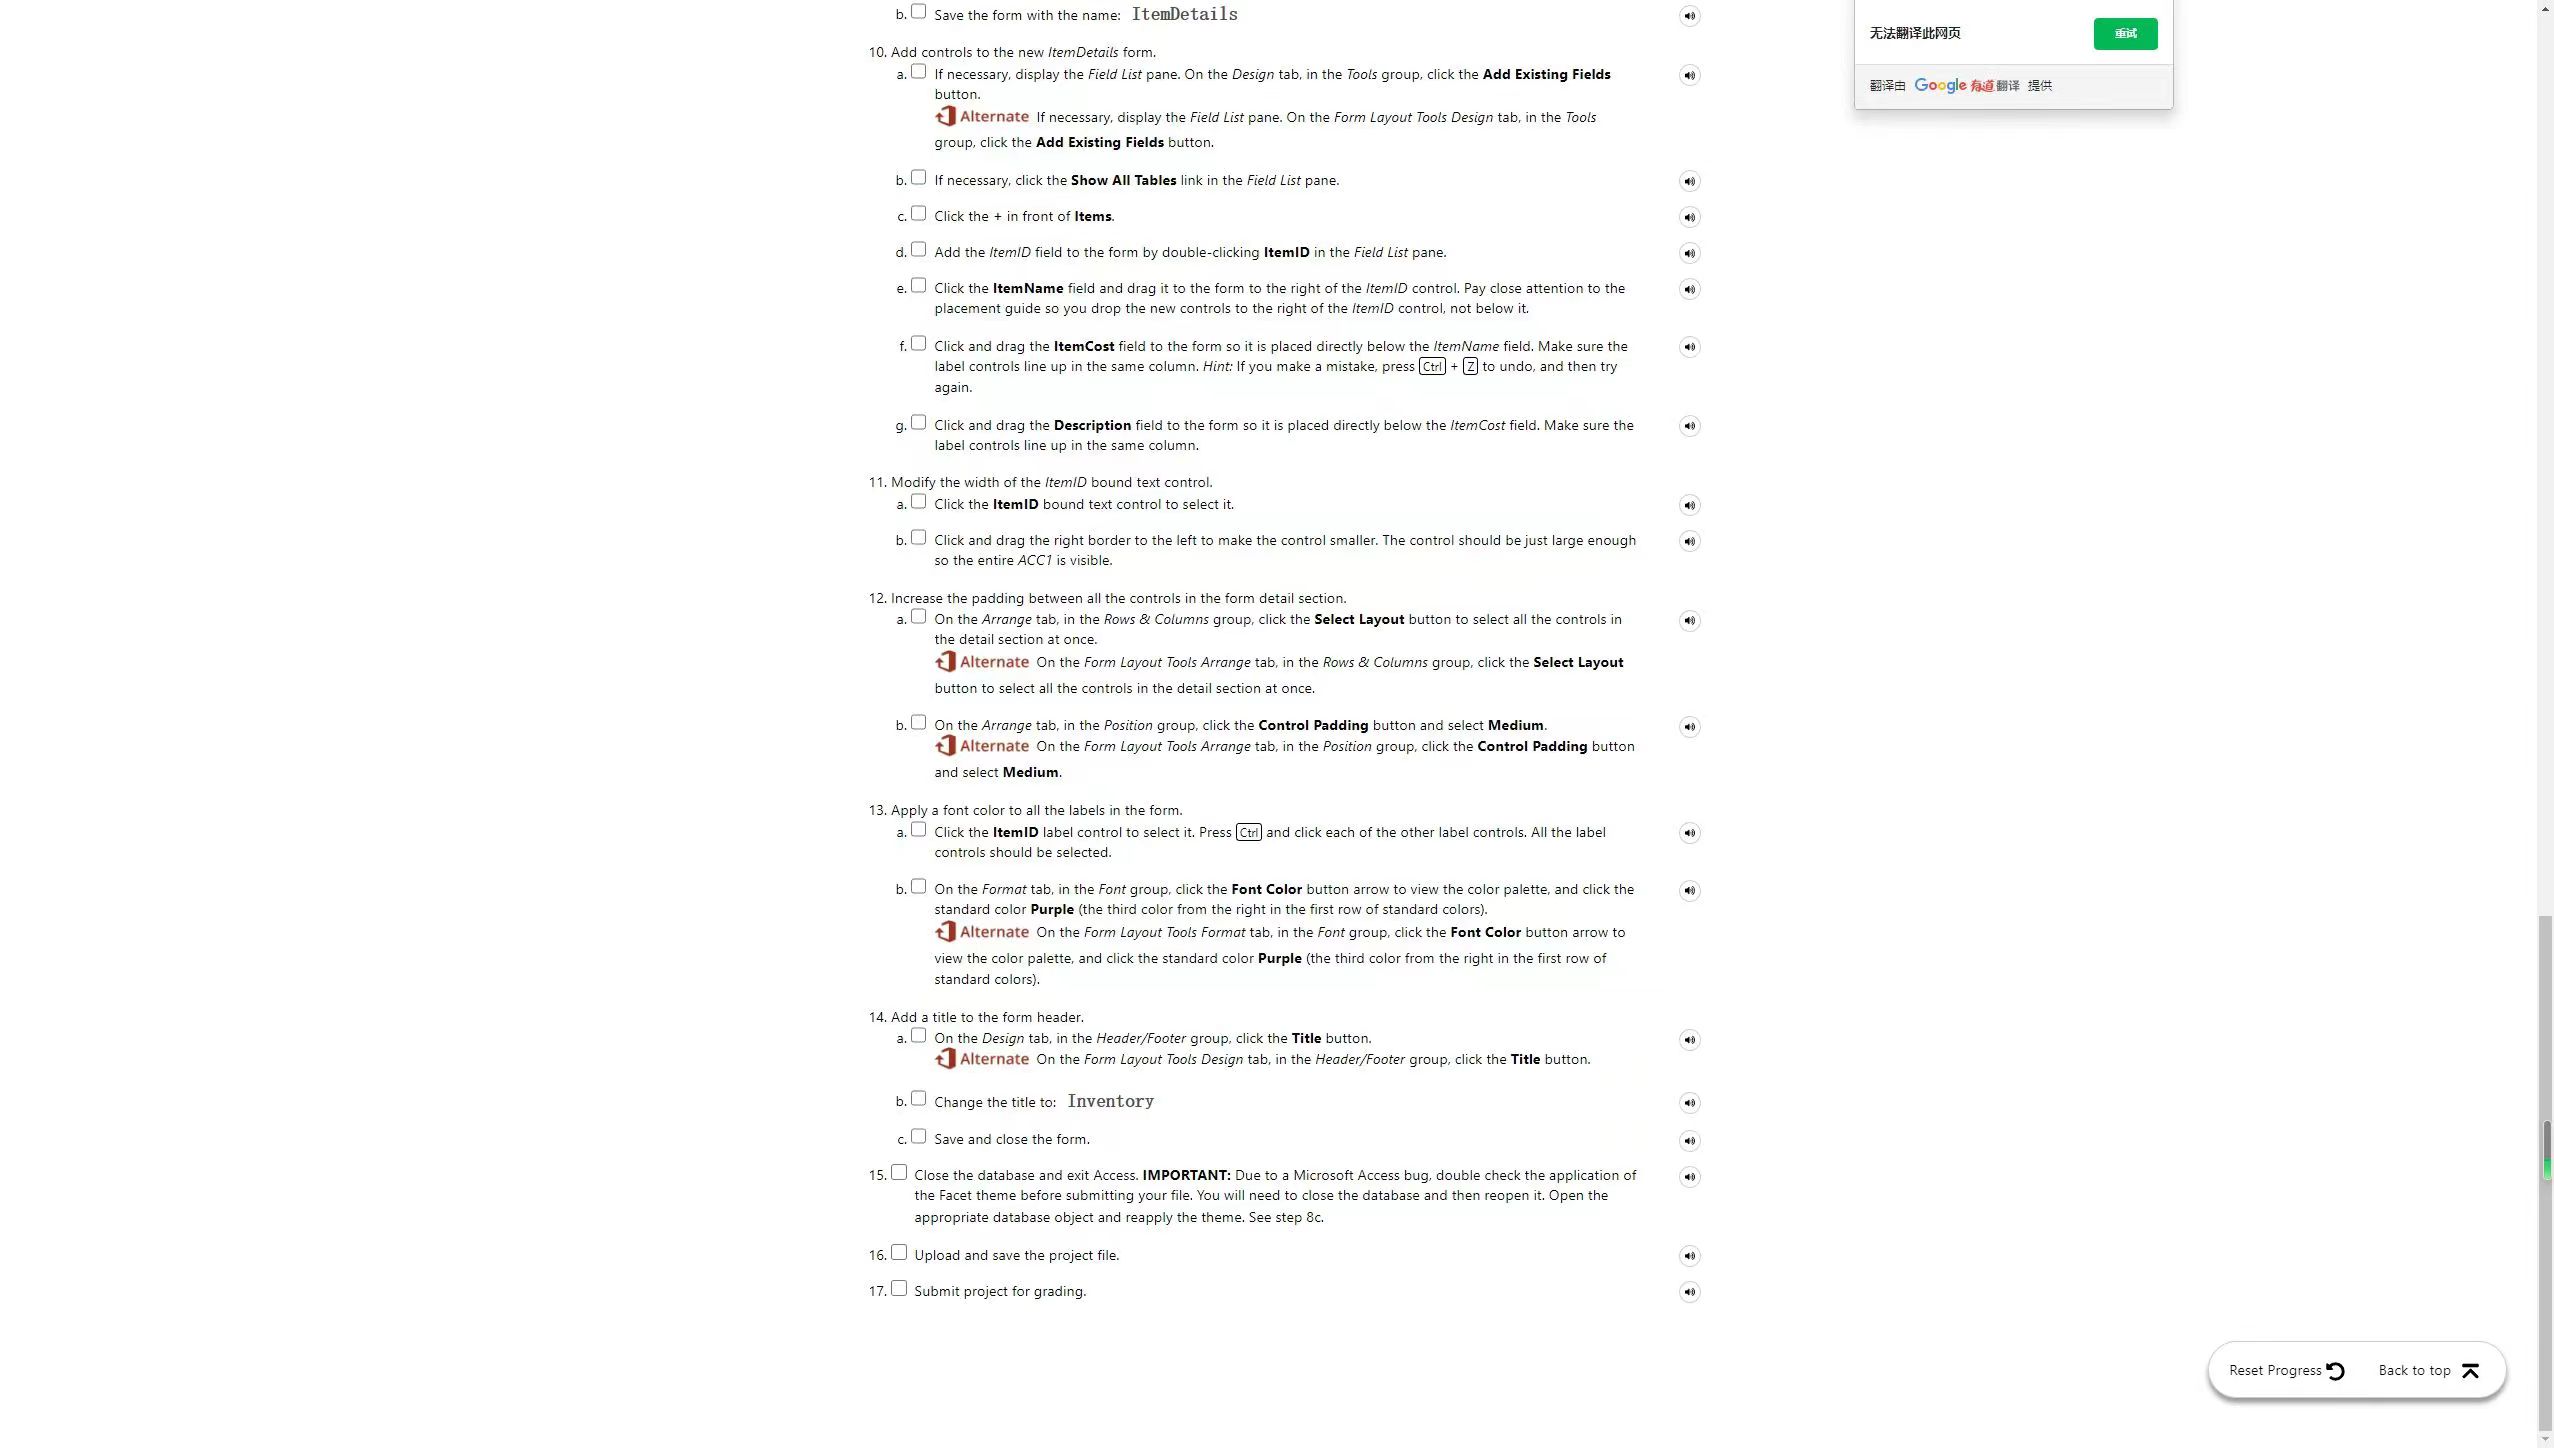 b. Save the form with the name: ItemDetails
10. Add controls to the new ItemDetails form.
a. If necessary, display the Field List pane. On the Design tab, in the Tools group, click the Add Existing Fields
button.
Alternate If necessary, display the Field List pane. On the Form Layout Tools Design tab, in the Tools
group, click the Add Existing Fields button.
b. If necessary, click the Show All Tables link in the Field List pane.
c. Click the + in front of Items.
d. Add the ItemID field to the form by double-clicking ItemID in the Field List pane.
e. Click the ItemName field and drag it to the form to the right of the ItemID control. Pay close attention to the
placement guide so you drop the new controls to the right of the ItemID control, not below it.
f. Click and drag the ItemCost field to the form so it is placed directly below the ItemName field. Make sure the
label controls line up in the same column. Hint: If you make a mistake, press Ctrl + Z to undo, and then try
again.
g. Click and drag the Description field to the form so it is placed directly below the ItemCost field. Make sure the
label controls line up in the same column.
11. Modify the width of the ItemID bound text control.
a. Click the ItemID bound text control to select it.
b. Click and drag the right border to the left to make the control smaller. The control should be just large enough
so the entire ACC1 is visible.
12. Increase the padding between all the controls in the form detail section.
a. On the Arrange tab, in the Rows & Columns group, click the Select Layout button to select all the controls in
the detail section at once.
Alternate On the Form Layout Tools Arrange tab, in the Rows & Columns group, click the Select Layout
button to select all the controls in the detail section at once.
b. On the Arrange tab, in the Position group, click the Control Padding button and select Medium.
Alternate On the Form Layout Tools Arrange tab, in the Position group, click the Control Padding button
and select Medium.
13. Apply a font color to all the labels in the form.
a. Click the ItemID label control to select it. Press Ctrl and click each of the other label controls. All the label
controls should be selected.
b. On the Format tab, in the Font group, click the Font Color button arrow to view the color palette, and click the
standard color Purple (the third color from the right in the first row of standard colors).
Alternate On the Form Layout Tools Format tab, in the Font group, click the Font Color button arrow to
view the color palette, and click the standard color Purple (the third color from the right in the first row of
standard colors).
14. Add a title to the form header.
a. On the Design tab, in the Header/Footer group, click the Title button.
Alternate On the Form Layout Tools Design tab, in the Header/Footer group, click the Title button.
b. Change the title to: Inventory
c. Save and close the form.
15. Close the database and exit Access. IMPORTANT: Due to a Microsoft Access bug, double check the application of
the Facet theme before submitting your file. You will need to close the database and then reopen it. Open the
appropriate database object and reapply the theme. See step 8c.
16. Upload and save the project file.
17. Submit project for grading.
无法翻译此网页
重试
翻译由 Google 有道翻译 提供
Reset Progress
Back to top